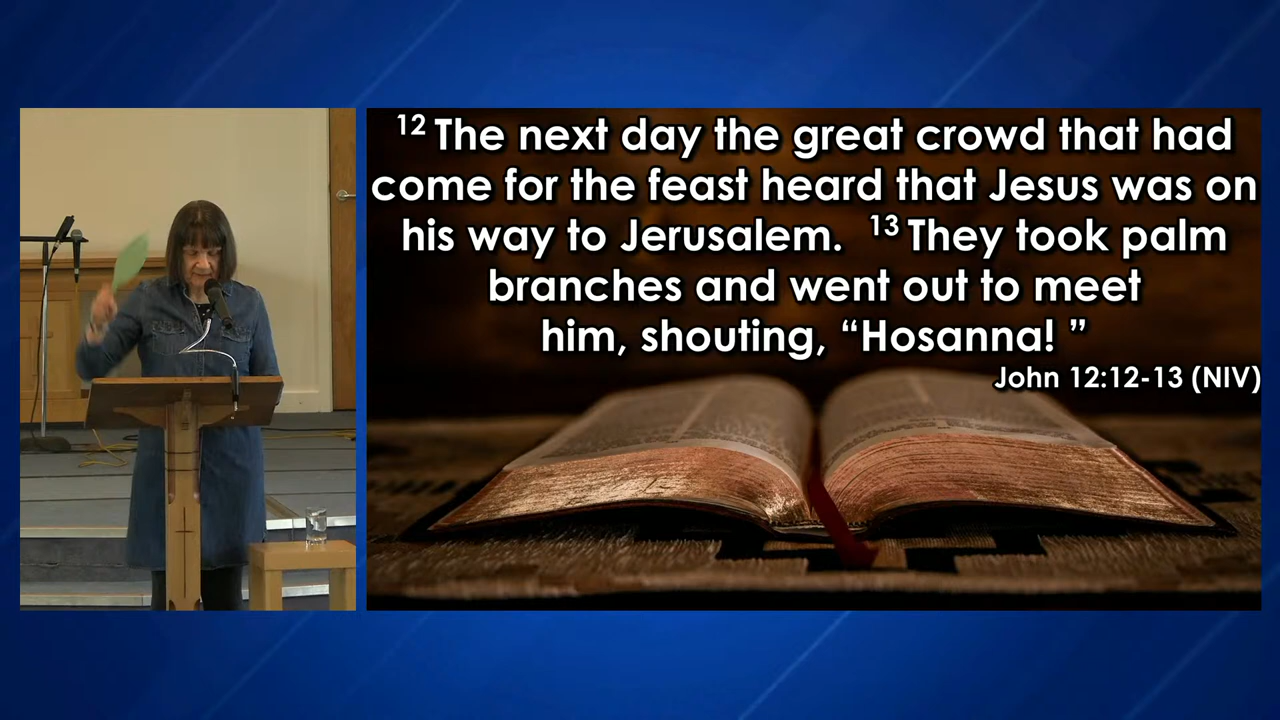 12 The next day the great crowd that had
come for the feast heard that Jesus was on
his way to Jerusalem. 13 They took palm
branches and went out to meet
him, shouting, “Hosanna! ”
John 12:12-13 (NIV)